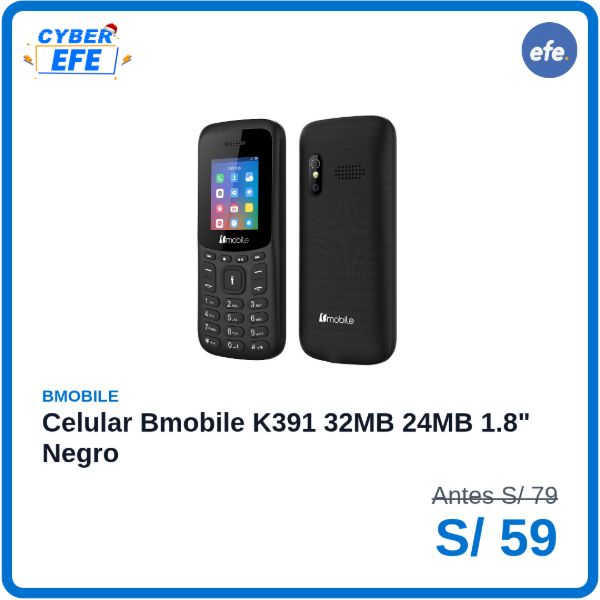 CYBER
EFE
efe.
bmobile
bmobile
BMOBILE
Celular Bmobile K391 32MB 24MB 1.8"
Negro
Antes S/ 79
S/ 59